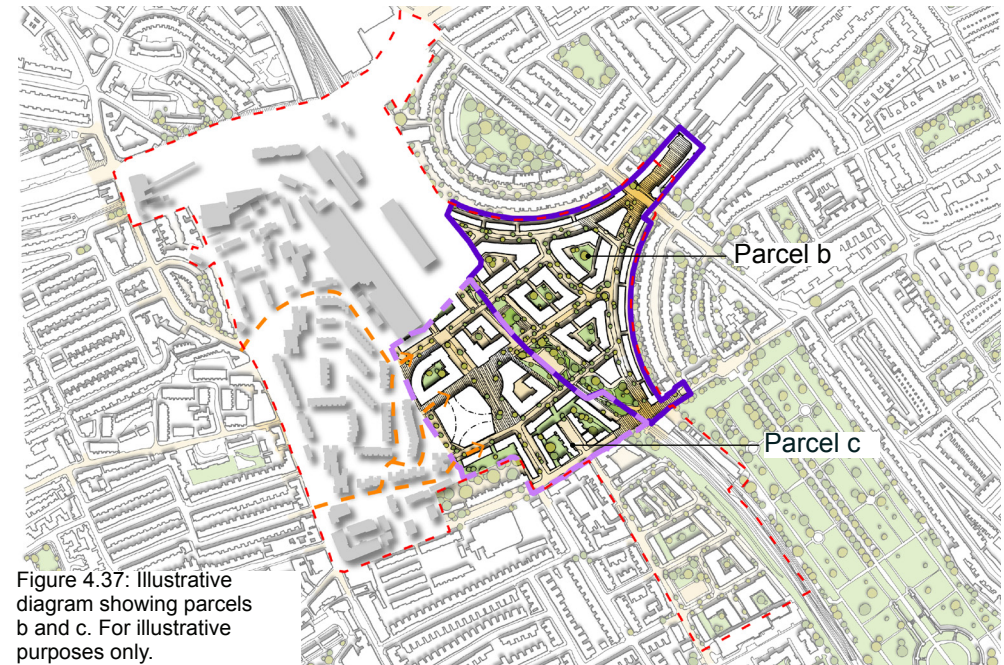 Parcel b
Parcel c
Figure 4.37: Illustrative
diagram showing parcels
b and c. For illustrative
purposes only.